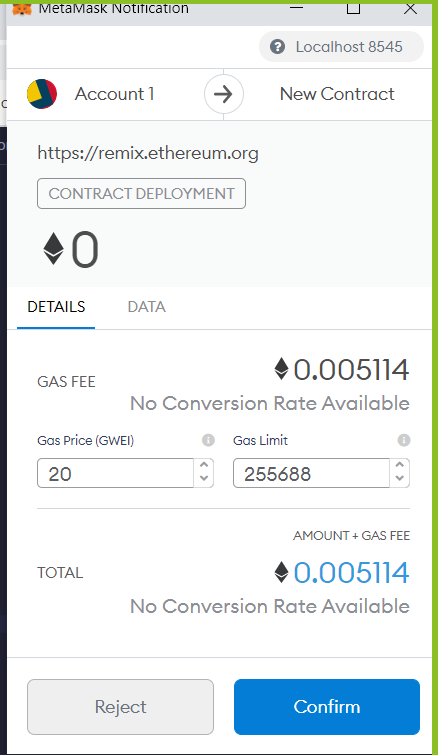 MetaMask Notification
Localhost 8545
Account 1
New Contract
https://remix.ethereum.org
CONTRACT DEPLOYMENT
0
DETAILS
DATA
GAS FEE
0.005114
No Conversion Rate Available
Gas Price (GWEI)
Gas Limit
20
255688
AMOUNT + GAS FEE
TOTAL
0.005114
No Conversion Rate Available
Reject
Confirm